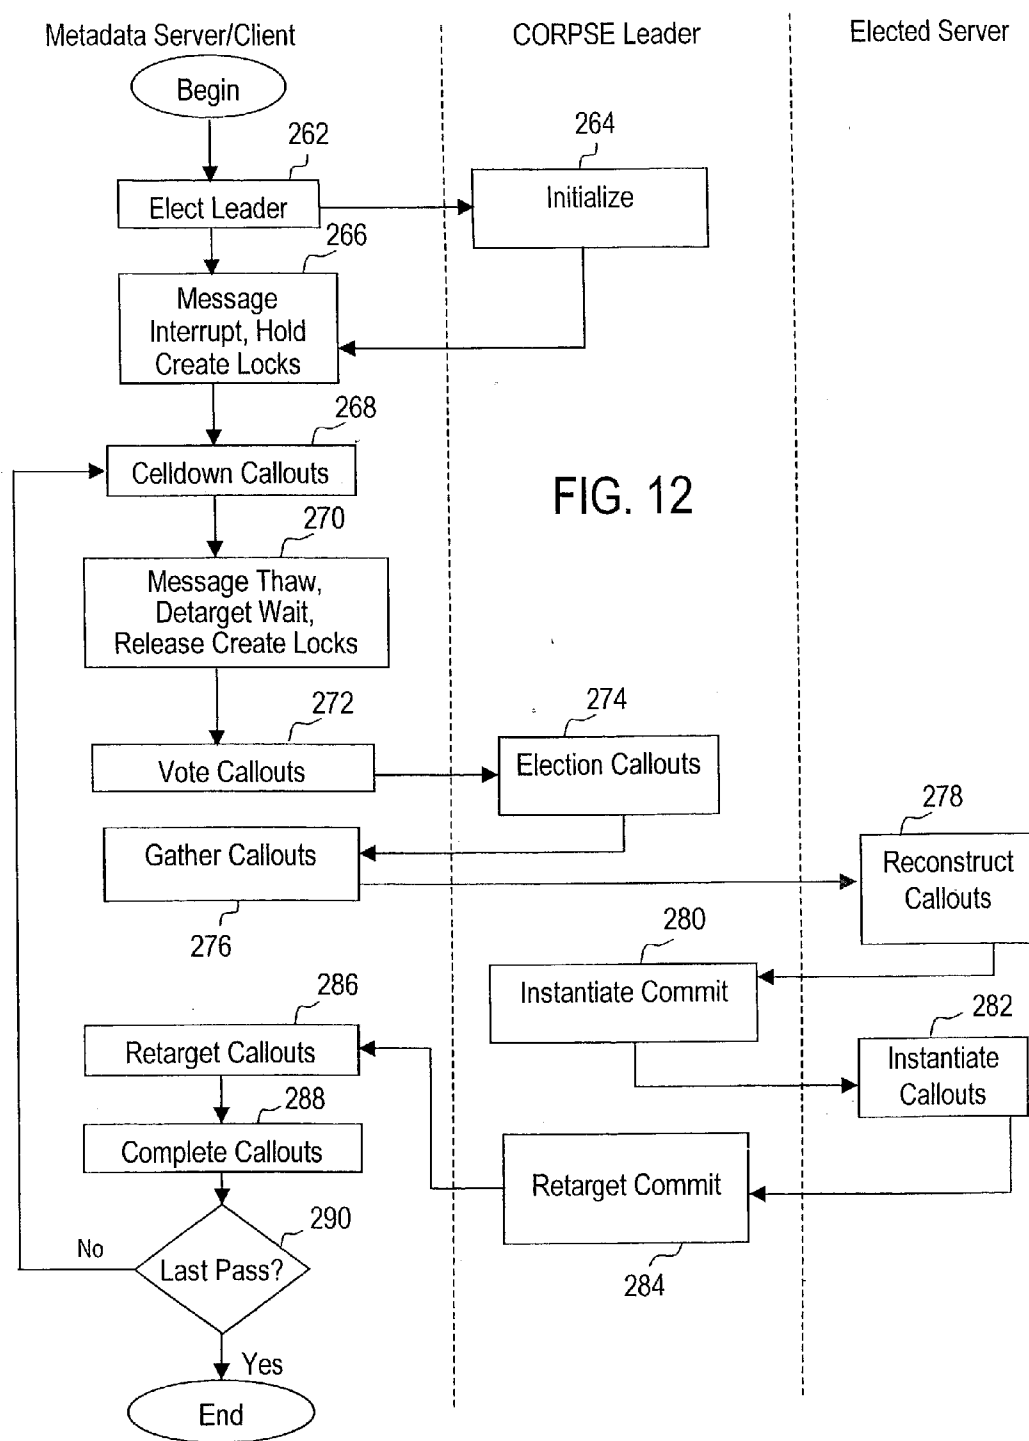 Metadata Server/Client
CORPSE Leader
Elected Server
Begin
262
264
Elect Leader
Initialize
266
Message
Interrupt, Hold
Create Locks
268
Celldown Callouts
FIG. 12
270
Message Thaw,
Detarget Wait,
Release Create Locks
272
274
Vote Callouts
Election Callouts
278
Gather Callouts
Reconstruct
Callouts
276
280
Instantiate Commit
286
282
Retarget Callouts
Instantiate
Callouts
288
Complete Callouts
Retarget Commit
290
No
Last Pass?
284
Yes
End